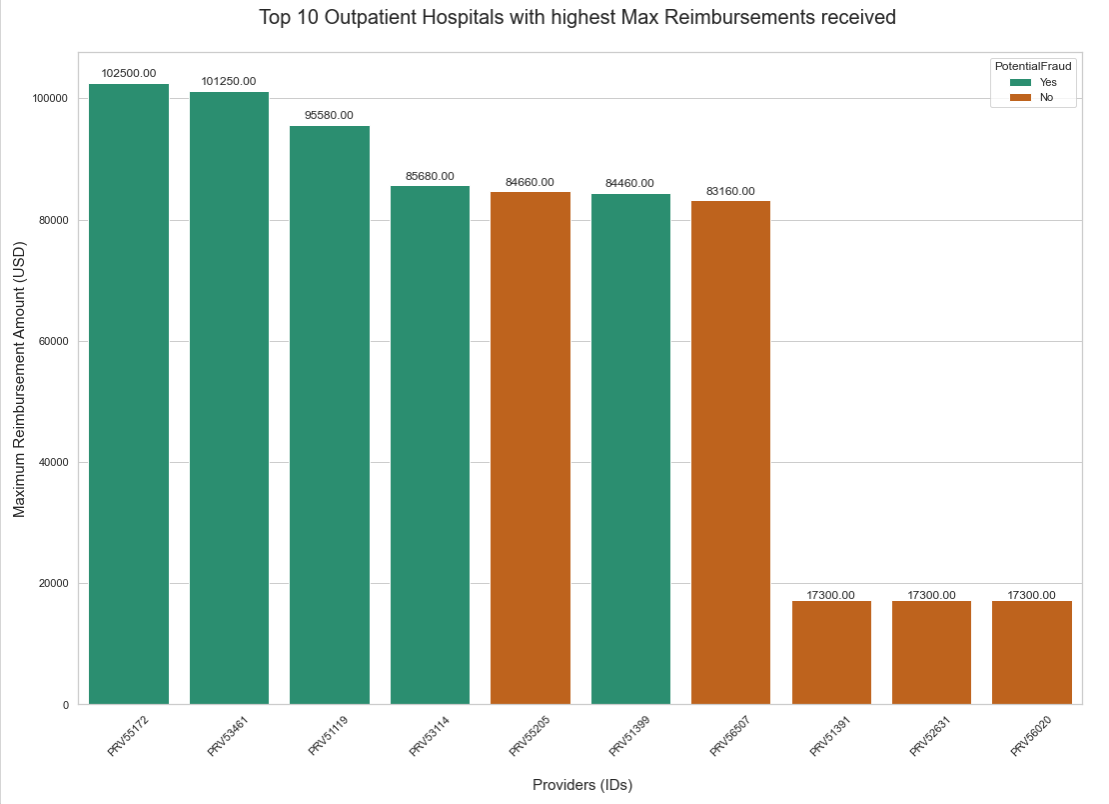 Top 10 Outpatient Hospitals with highest Max Reimbursements received
PotentialFraud
Yes
No
102500.00
101250.00
95580.00
85680.00
84660.00
84460.00
83160.00
17300.00
17300.00
17300.00
100000
80000
60000
40000
20000
0
Maximum Reimbursement Amount (USD)
PRV55172
PRV53461
PRV51119
PRV53114
PRV55205
PRV51399
PRV56507
PRV51391
PRV52631
PRV56020
Providers (IDs)